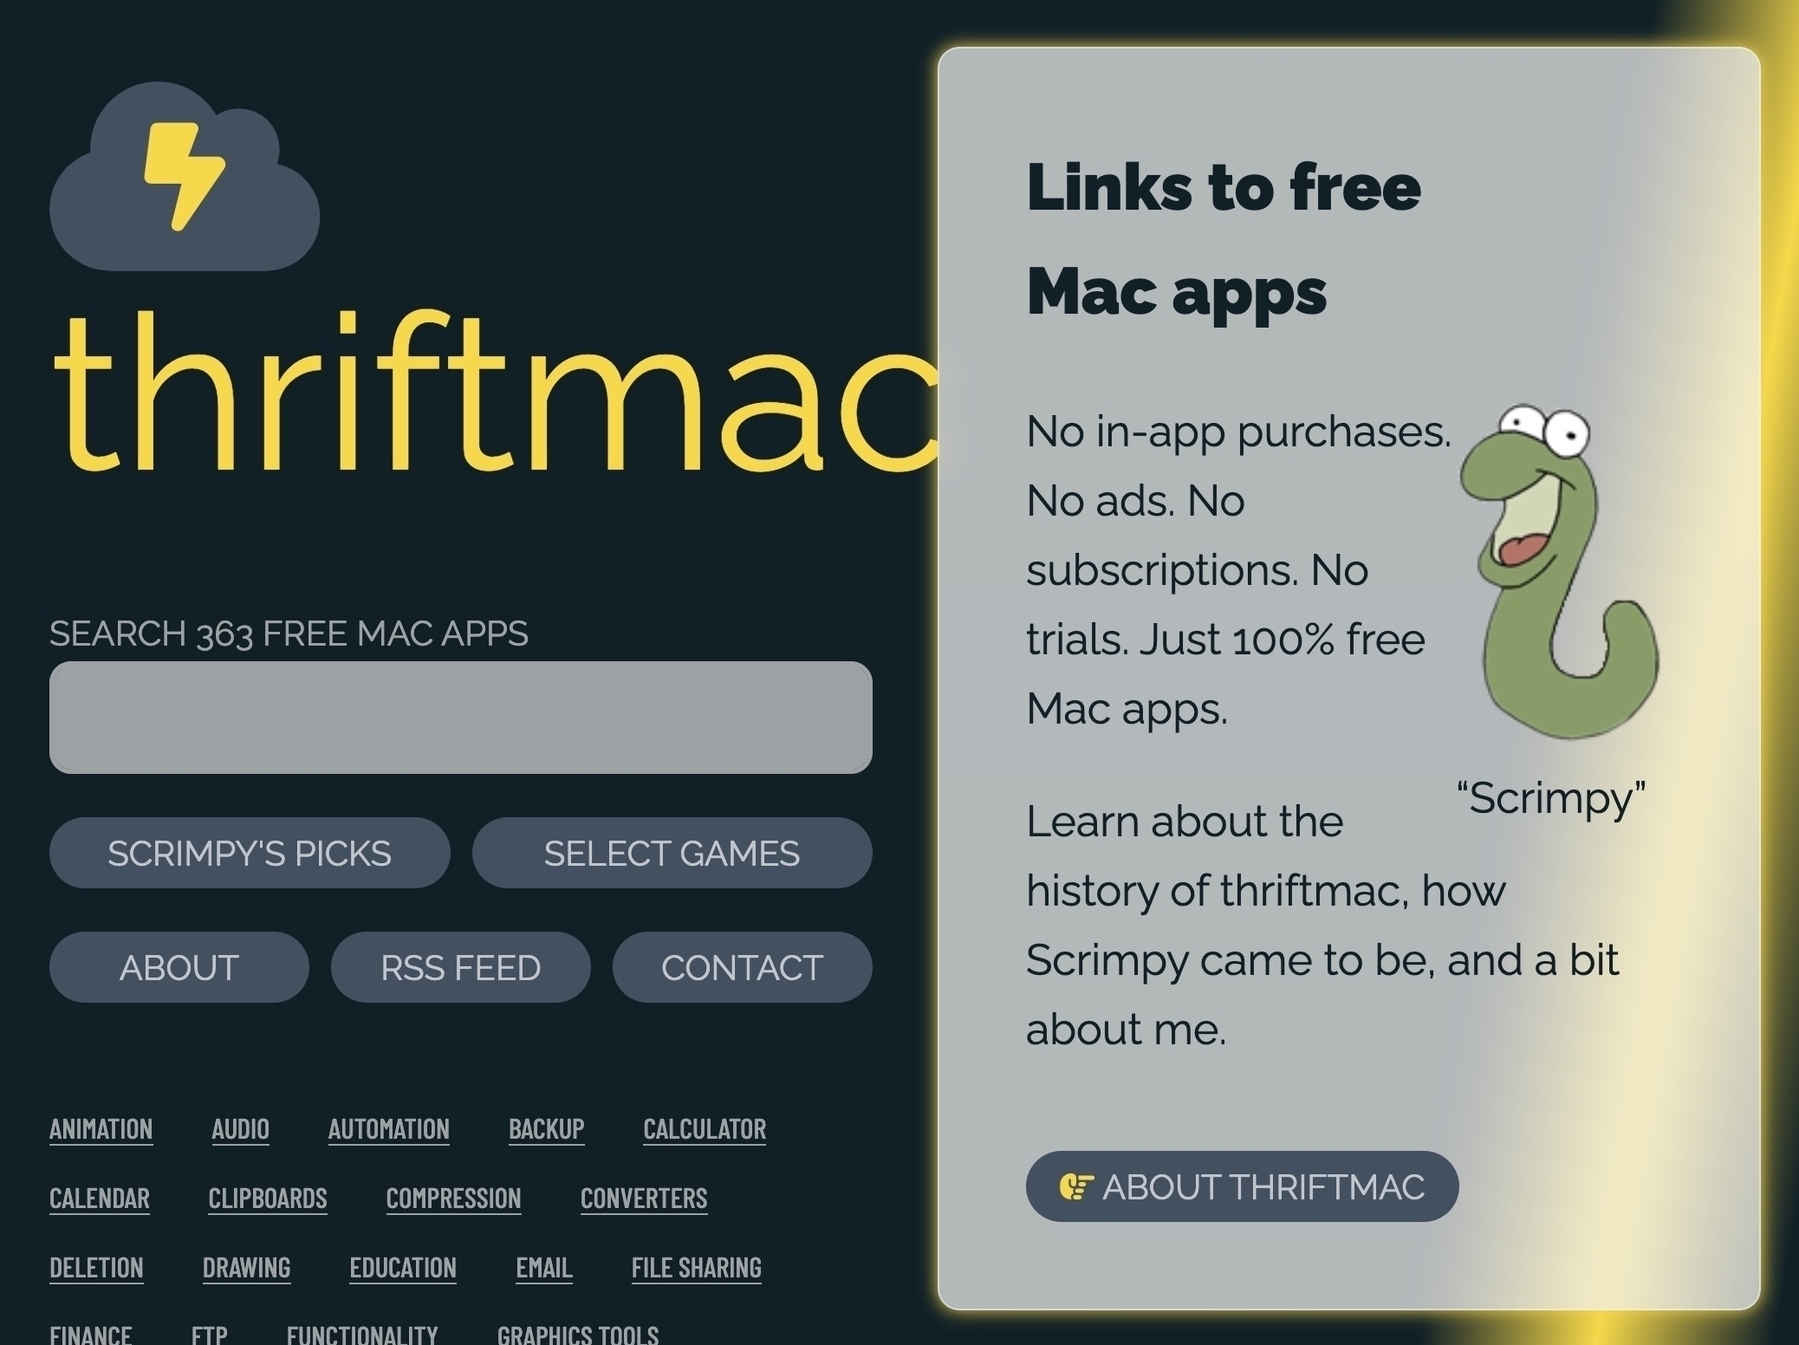 thriftmac
SEARCH 363 FREE MAC APPS
SCRIMPY'S PICKS
SELECT GAMES
ABOUT
RSS FEED
CONTACT
ANIMATION
AUDIO
AUTOMATION
BACKUP
CALCULATOR
CALENDAR
CLIPBOARDS
COMPRESSION
CONVERTERS
DELETION
DRAWING
EDUCATION
EMAIL
FILE SHARING
FINANCE
FTP
FUNCTIONALITY
GRAPHICS TOOLS
Links to free
Mac apps
No in-app purchases.
No ads. No
subscriptions. No
trials. Just 100% free
Mac apps.
“Scrimpy”
Learn about the
history of thriftmac, how
Scrimpy came to be, and a bit
about me.
ABOUT THRIFTMAC